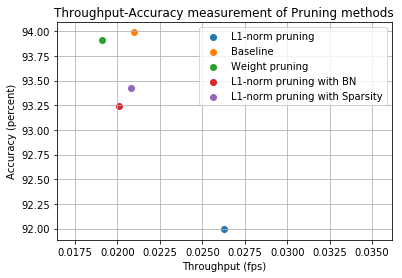 Throughput-Accuracy measurement of Pruning methods
94.00
93.75
93.50
93.25
93.00
92.75
92.50
92.25
92.00
Accuracy (percent)
L1-norm pruning
Baseline
Weight pruning
L1-norm pruning with BN
L1-norm pruning with Sparsity
0.0175 0.0200 0.0225 0.0250 0.0275 0.0300 0.0325 0.0350
Throughput (fps)